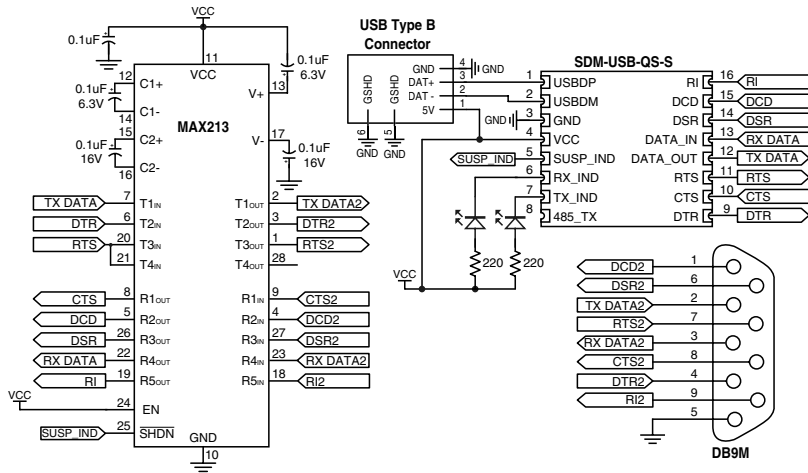 VCC
0.1uF
11
VCC
0.1uF
6.3V
13
V+
12
C1+
0.1uF
6.3V
C1-
14
15
C2+
0.1uF
16V
C2-
16
MAX213
17
V-
0.1uF
16V
TX DATA 7 T1IN
DTR 6 T2IN
RTS 20 T3IN
21 T4IN
T1OUT 2 TX DATA2
T2OUT 3 DTR2
T3OUT 1 RTS2
T4OUT 28
CTS 8 R1OUT
DCD 5 R2OUT
DSR 26 R3OUT
RX DATA 22 R4OUT
RI 19 R5OUT
R1IN 9 CTS2
R2IN 4 DCD2
R3IN 27 DSR2
R4IN 23 RX DATA2
R5IN 18 RI2
VCC
24 EN
SUSP_IND 25 SHDN
GND
10
USB Type B
Connector
GND 4 GND
DAT+ 3
DAT - 2
5V 1
GSHD
GSHD
6
GND
5
GND
SDM-USB-QS-S
1 USBDP
2 USBDM
GND 3 GND
4 VCC
SUSP_IND 5 SUSP_IND
6 RX_IND
7 TX_IND
8 485_TX
RI 16 RI
DCD 15 DCD
DSR 14 DSR
DATA_IN 13 RX DATA
DATA_OUT 12 TX DATA
RTS 11 RTS
CTS 10 CTS
DTR 9 DTR
220
220
VCC
DCD2 1
DSR2 6
TX DATA2 2
RTS2 7
RX DATA2 3
CTS2 8
DTR2 4
RI2 9
5
DB9M